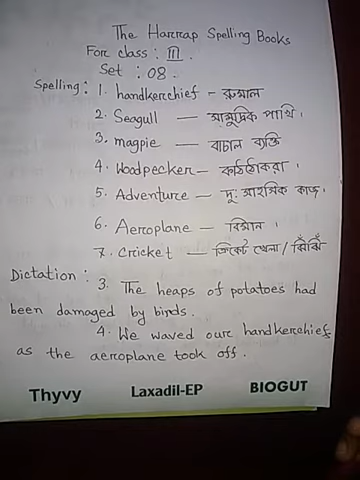 The Harrap Spelling Books
For class : III.
Set : 08.
Spelling : 1. handkerchief - রুমাল
2. Seagull — সামুদ্রিক পাখি।
3. magpie — বাচাল ব্যক্তি
4. Woodpecker - কাঠঠোকরা।
5. Adventure - দু: সাহসিক কাজ।
6. Aeroplane - বিমান।
7. Cricket — ক্রিকেট খেলা / ঝিঁঝিঁ
Dictation : 3. The heaps of potatoes had
been damaged by birds.
4. We waved our handkerchiefs
as the aeroplane took off.
Thyvy Laxadil-EP BIOGUT